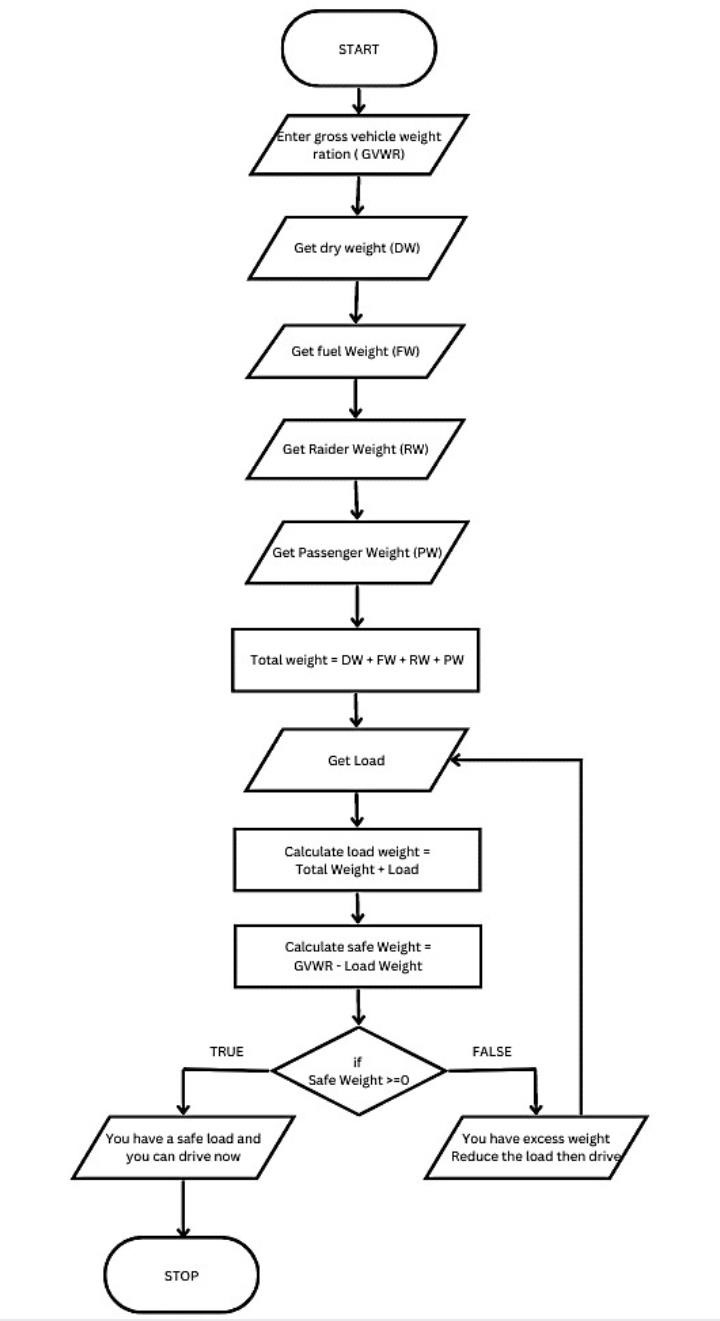 START
Enter gross vehicle weight
ration ( GVWR)
Get dry weight (DW)
Get fuel Weight (FW)
Get Raider Weight (RW)
Get Passenger Weight (PW)
Total weight = DW + FW + RW + PW
Get Load
Calculate load weight =
Total Weight + Load
Calculate safe Weight =
GVWR - Load Weight
if
Safe Weight >=0
TRUE
FALSE
You have a safe load and
you can drive now
You have excess weight
Reduce the load then drive
STOP